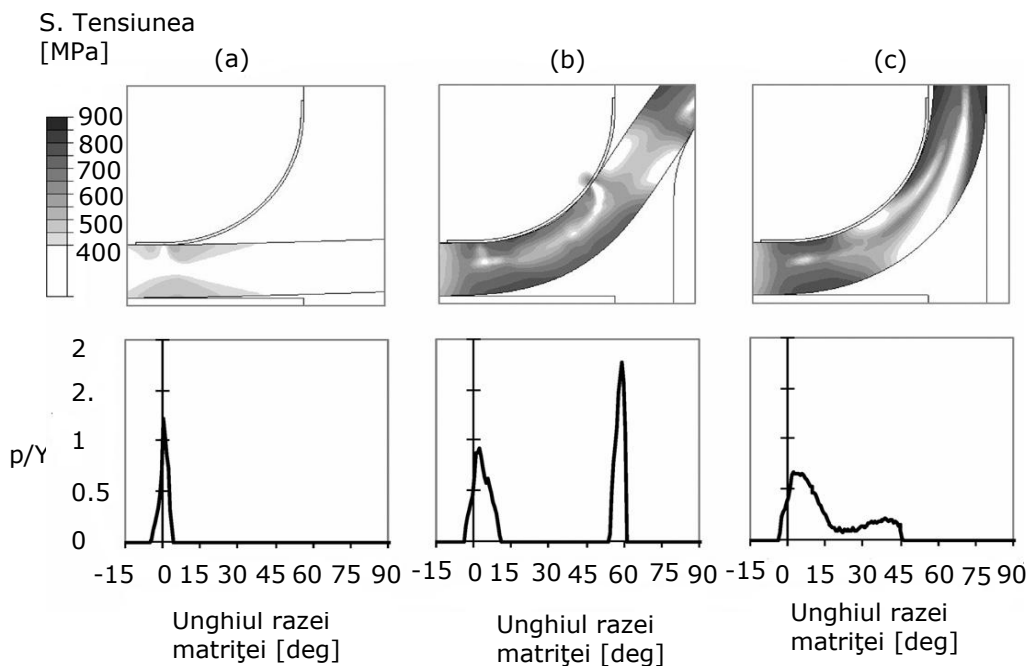 S. Tensiunea
[MPa]
(a)
(b)
(c)
900
800
700
600
500
400
2
2.
1
p/Y
0.5
0
-15 0 15 30 45 60 75 90
-15 0 15 30 45 60 75 90
-15 0 15 30 45 60 75 90
Unghiul razei
matriţei [deg]
Unghiul razei
matriţei [deg]
Unghiul razei
matriţei [deg]